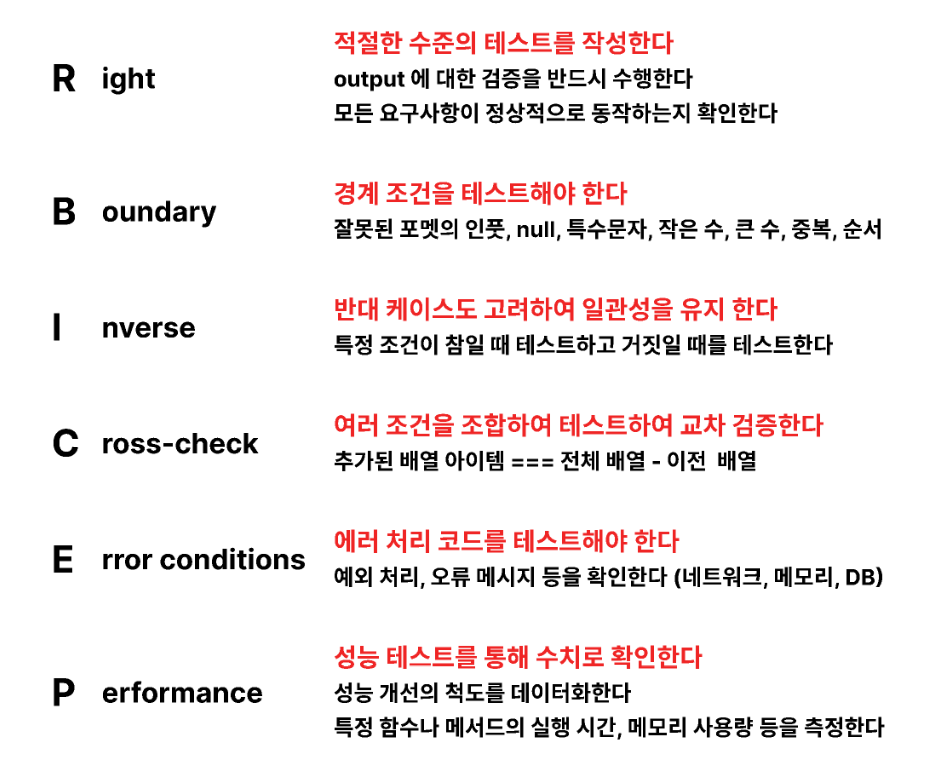 Right
적절한 수준의 테스트를 작성한다
output 에 대한 검증을 반드시 수행한다
모든 요구사항이 정상적으로 동작하는지 확인한다
Boundary
경계 조건을 테스트해야 한다
잘못된 포멧의 인풋, null, 특수문자, 작은 수, 큰 수, 중복, 순서
Inverse
반대 케이스도 고려하여 일관성을 유지 한다
특정 조건이 참일 때 테스트하고 거짓일 때를 테스트한다
Cross-check
여러 조건을 조합하여 테스트하여 교차 검증한다
추가된 배열 아이템 === 전체 배열 - 이전 배열
Error conditions
에러 처리 코드를 테스트해야 한다
예외 처리, 오류 메시지 등을 확인한다 (네트워크, 메모리, DB)
Performance
성능 테스트를 통해 수치로 확인한다
성능 개선의 척도를 데이터화한다
특정 함수나 메서드의 실행 시간, 메모리 사용량 등을 측정한다